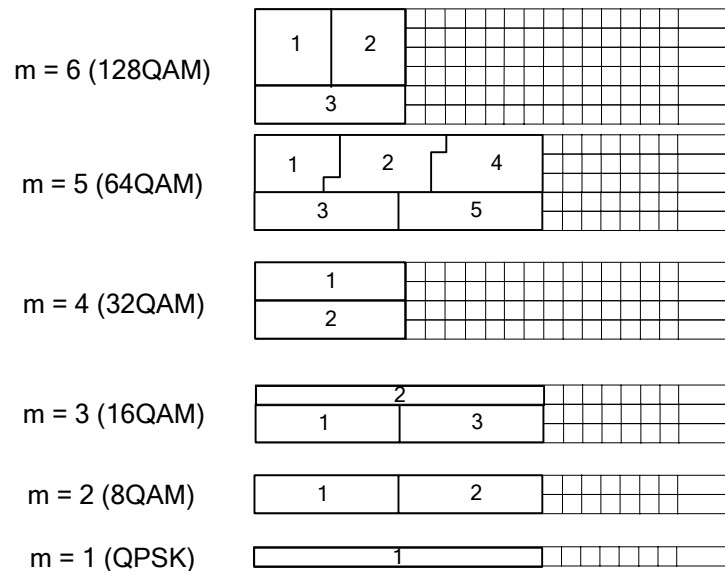 1 2
m = 6 (128QAM)
3
1 2 4
m = 5 (64QAM)
3 5
1
m = 4 (32QAM)
2
2
m = 3 (16QAM)
1 3
m = 2 (8QAM) 1 2
m = 1 (QPSK) 1